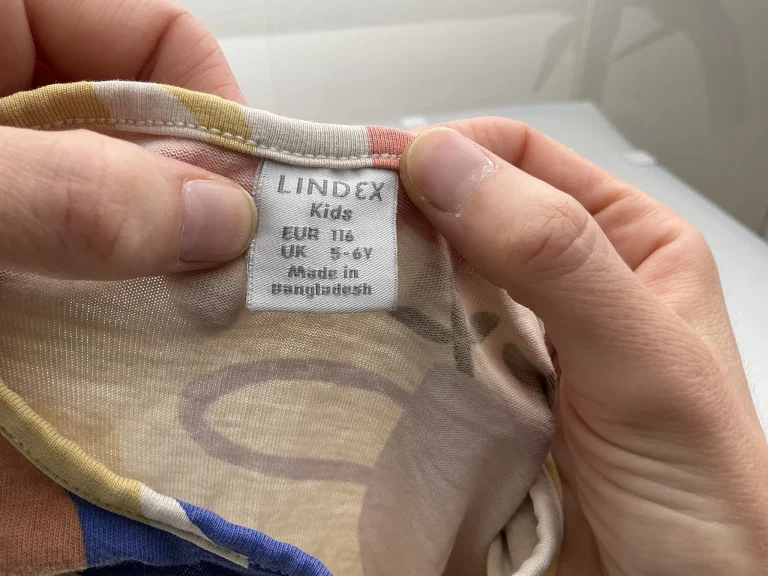 LINDEX
Kids
EUR 116
UK 5-6Y
Made in
Bangladesh